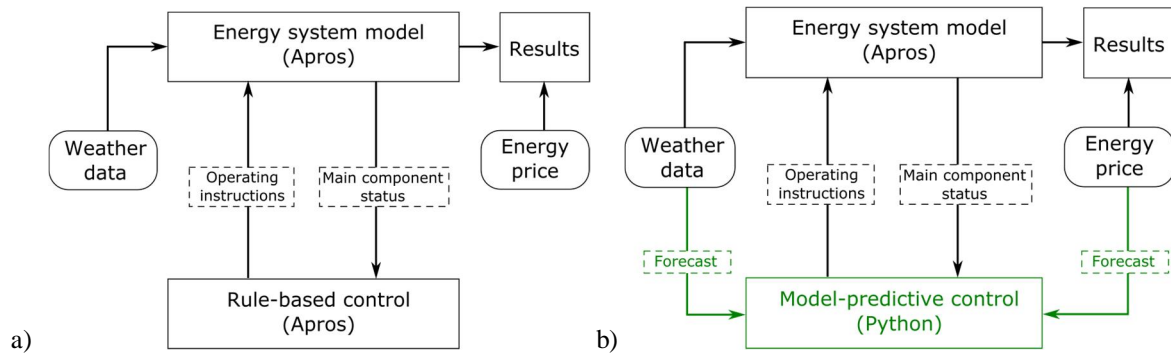 Energy system model
(Apros)
Results
Weather
data
Energy
price
Operating
instructions
Main component
status
Rule-based control
(Apros)
a)
Energy system model
(Apros)
Results
Weather
data
Energy
price
Operating
instructions
Main component
status
Forecast
Forecast
Model-predictive control
(Python)
b)